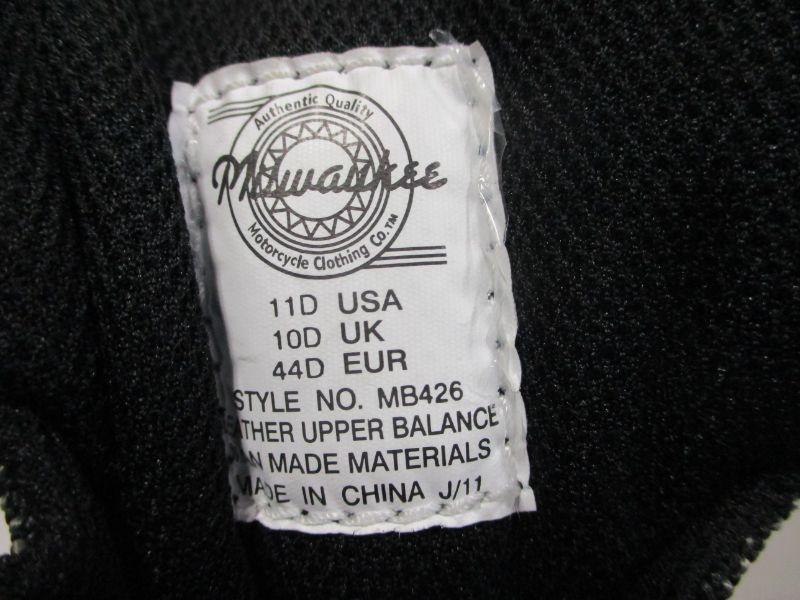 Authentic Quality
Milwaukee
Motorcycle Clothing Co.™
11D USA
10D UK
44D EUR
STYLE NO. MB426
THER UPPER BALANCE
N MADE MATERIALS
MADE IN CHINA J/11